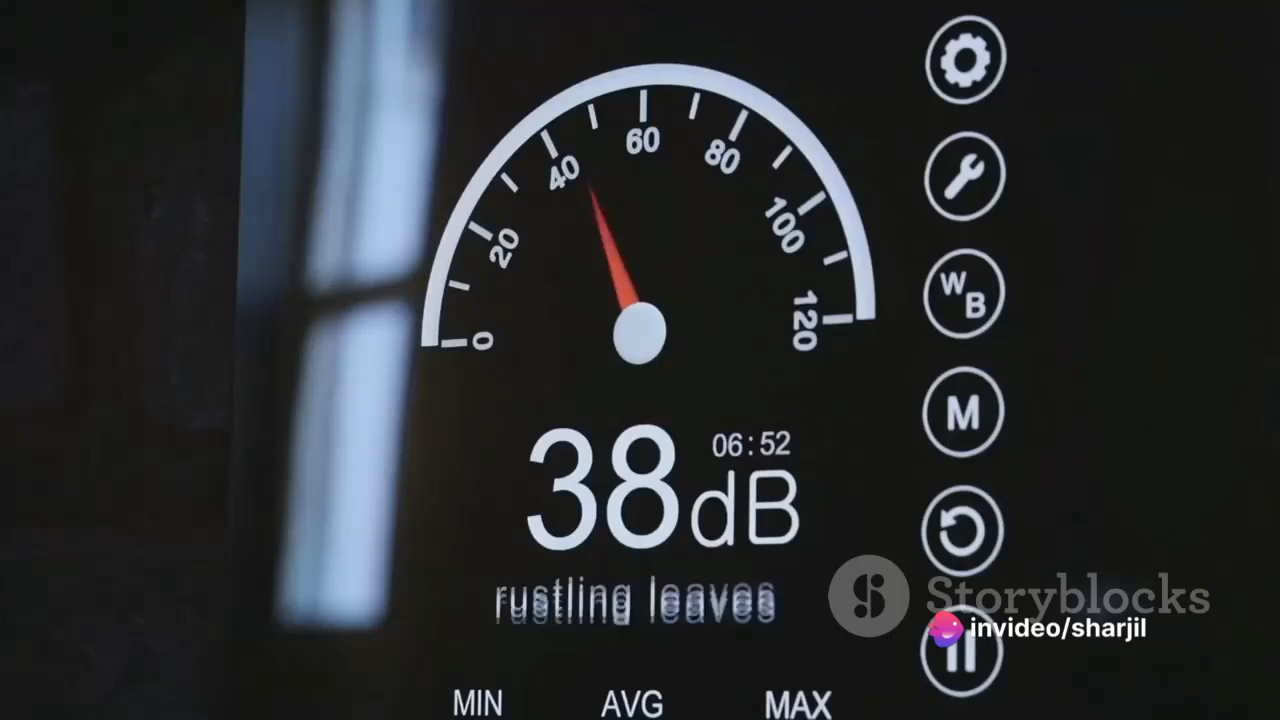 0
20
40
60
80
100
120
W
B
M
06:52
38dB
rustling leaves
Storyblocks
invideo/sharjil
MIN AVG MAX